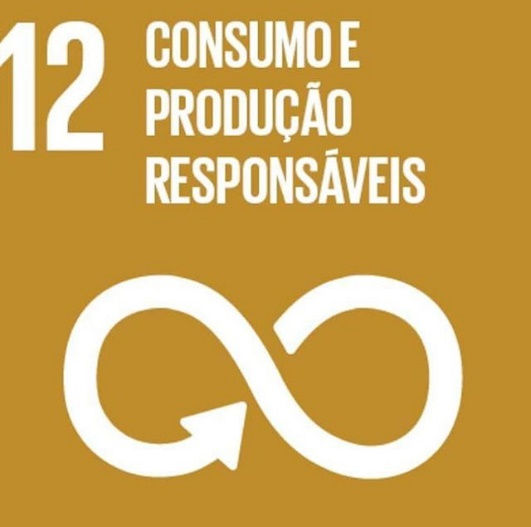 12
CONSUMO E
PRODUÇÃO
RESPONSÁVEIS